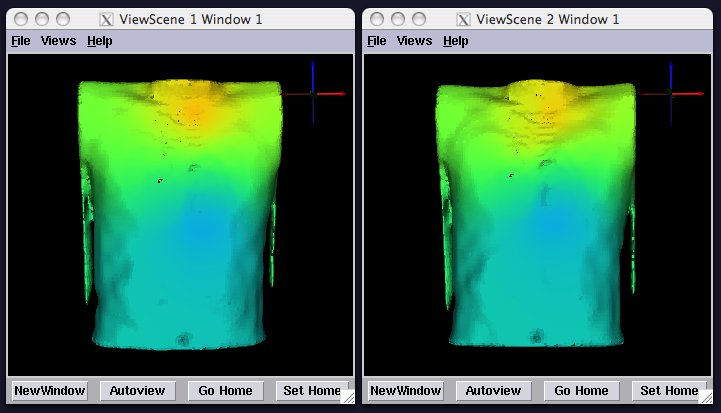 ViewScene 1 Window 1
File Views Help
NewWindow Autoview Go Home Set Home
ViewScene 2 Window 1
File Views Help
NewWindow Autoview Go Home Set Home